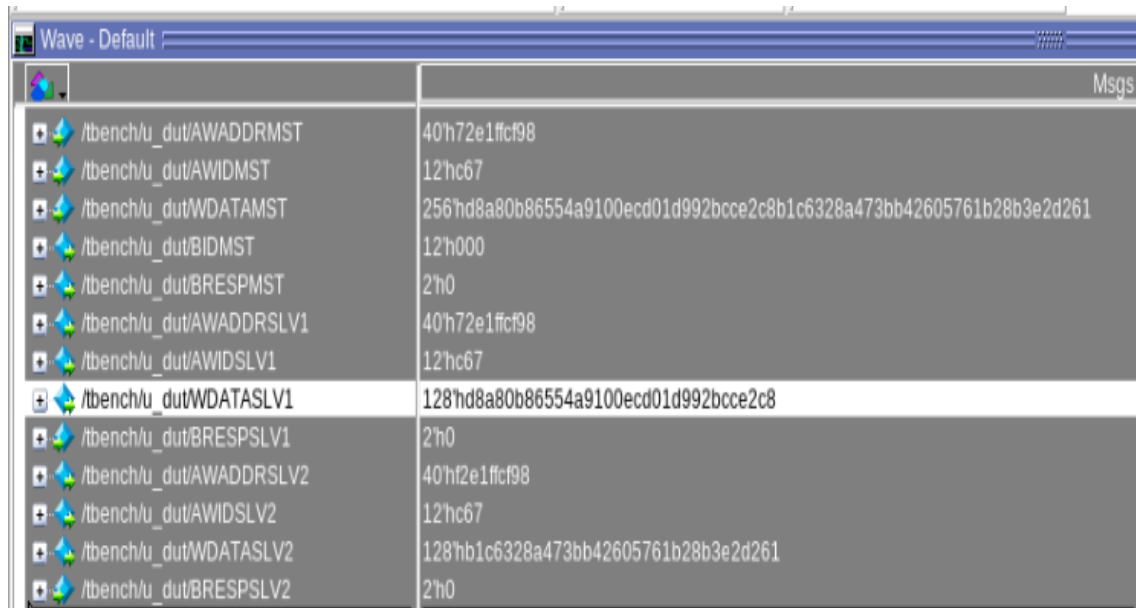 Wave - Default
Msgs
/tbench/u_dut/AWADDRMST 40'h72e1ffcf98
/tbench/u_dut/AWIDMST 12'hc67
/tbench/u_dut/WDATAMST 256'hd8a80b86554a9100ecd01d992bcce2c8b1c6328a473bb42605761b28b3e2d261
/tbench/u_dut/BIDMST 12'h000
/tbench/u_dut/BRESPMST 2'h0
/tbench/u_dut/AWADDRSLV1 40'h72e1ffcf98
/tbench/u_dut/AWIDSLV1 12'hc67
/tbench/u_dut/WDATASLV1 128'hd8a80b86554a9100ecd01d992bcce2c8
/tbench/u_dut/BRESPSLV1 2'h0
/tbench/u_dut/AWADDRSLV2 40'hf2e1ffcf98
/tbench/u_dut/AWIDSLV2 12'hc67
/tbench/u_dut/WDATASLV2 128'hb1c6328a473bb42605761b28b3e2d261
/tbench/u_dut/BRESPSLV2 2'h0